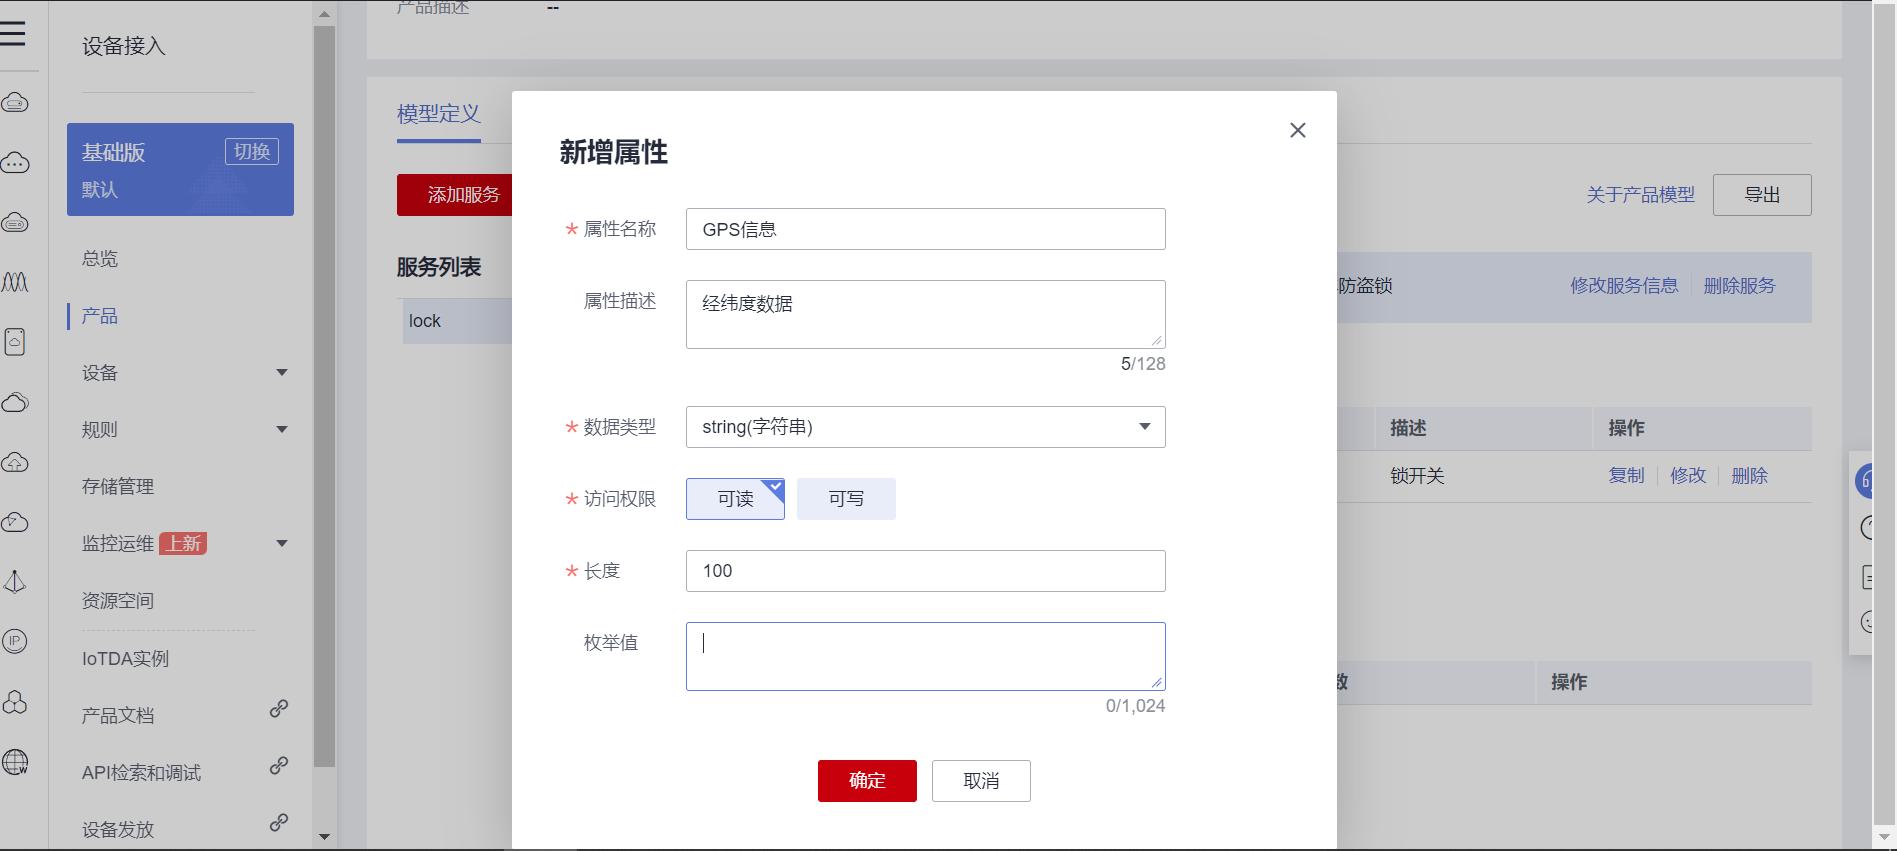 产品描述
--
设备接入
基础版
切换
默认
总览
产品
设备
规则
存储管理
监控运维 上新
资源空间
IoTDA实例
产品文档
API检索和调试
设备发放
模型定义
添加服务
关于产品模型
导出
服务列表
lock
防盗锁
修改服务信息
删除服务
描述
操作
锁开关
复制
修改
删除
数
操作
新增属性
* 属性名称
GPS信息
属性描述
经纬度数据
5/128
* 数据类型
string(字符串)
* 访问权限
可读
可写
* 长度
100
枚举值
0/1,024
确定
取消